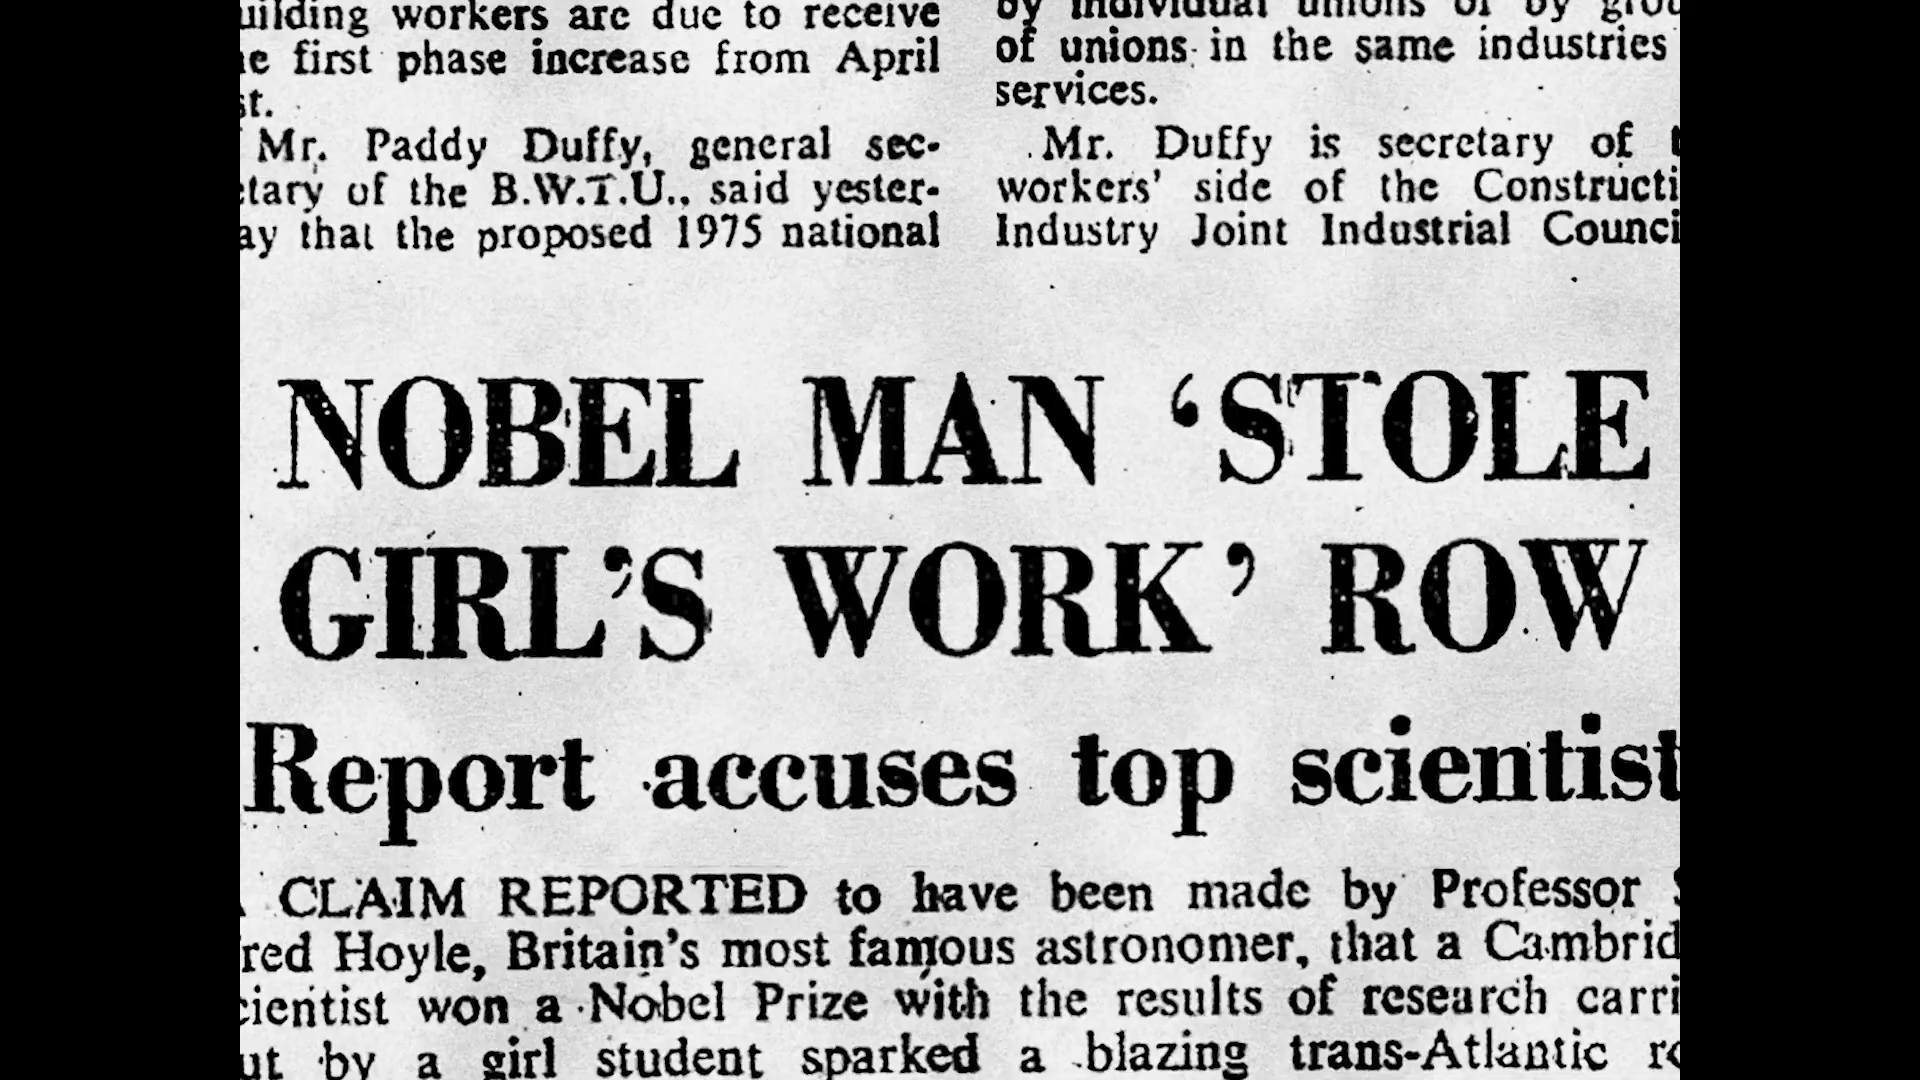 uilding workers are due to receive
e first phase increase from April
st.
Mr. Paddy Duffy, general sec-
etary of the B.W.T.U., said yester-
ay that the proposed 1975 national
by individual unions or by grou
of unions in the same industries
services.
Mr. Duffy is secretary of t
workers' side of the Constructi
Industry Joint Industrial Counci
NOBEL MAN ‘STOLE
GIRL’S WORK’ ROW
Report accuses top scientist
A CLAIM REPORTED to have been made by Professor S
red Hoyle, Britain's most famous astronomer, that a Cambrid
cientist won a Nobel Prize with the results of research carri
ut by a girl student sparked a blazing trans-Atlantic ro